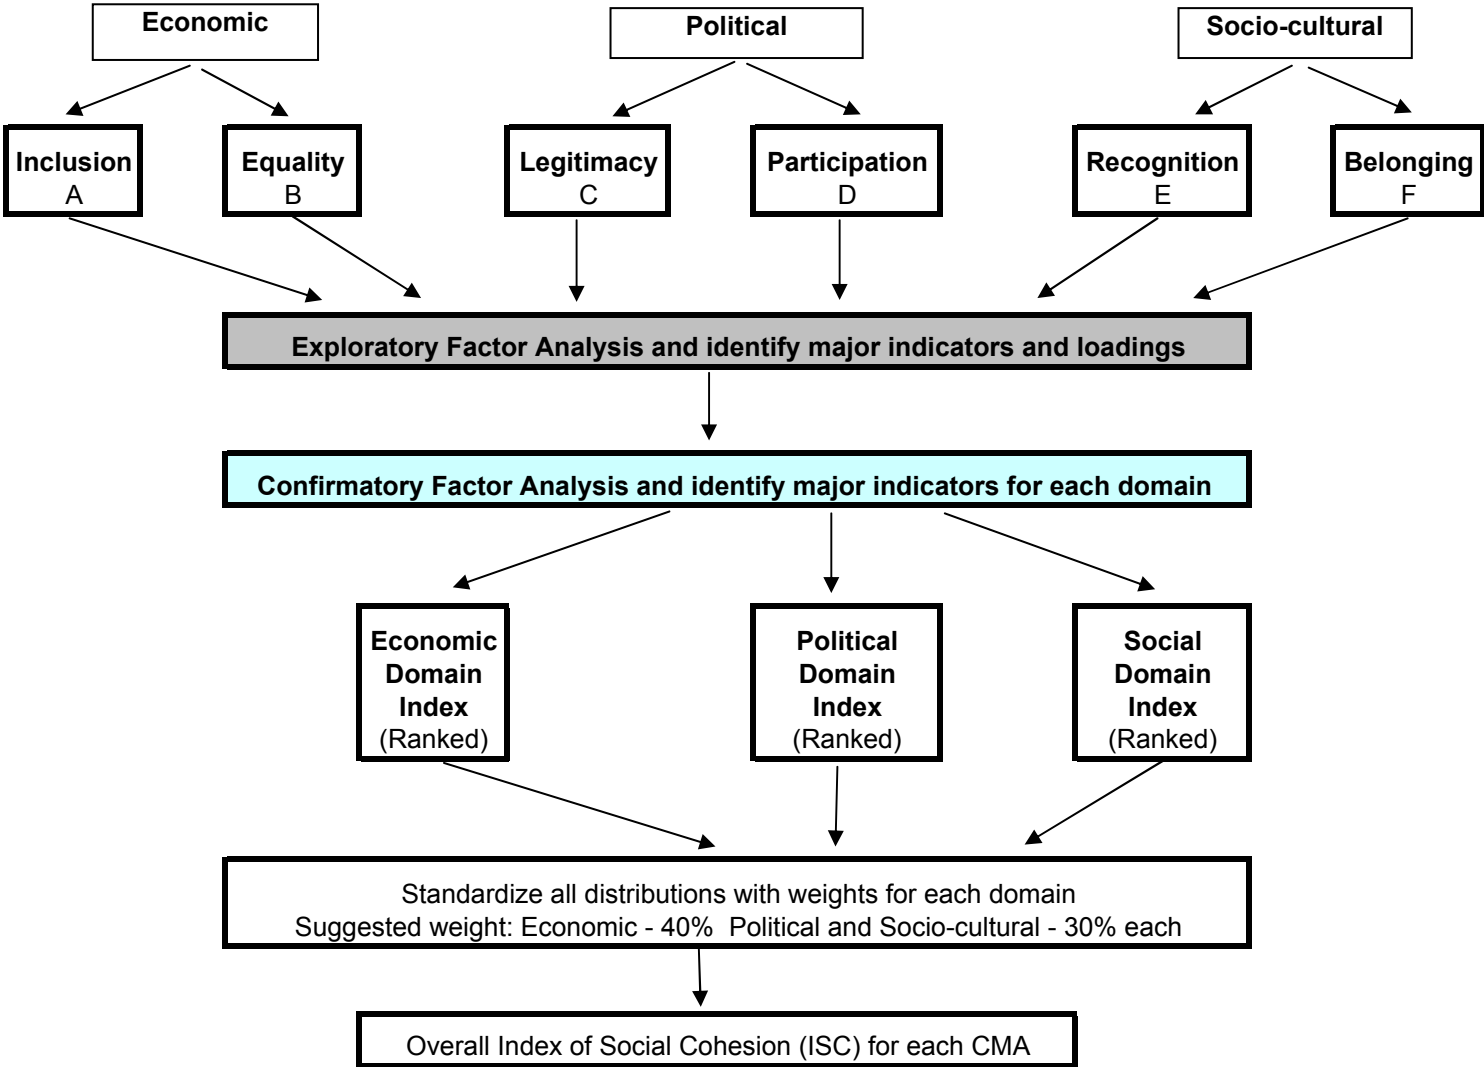 Economic
Political
Socio-cultural
Inclusion
A
Equality
B
Legitimacy
C
Participation
D
Recognition
E
Belonging
F
Exploratory Factor Analysis and identify major indicators and loadings
Confirmatory Factor Analysis and identify major indicators for each domain
Economic
Domain
Index
(Ranked)
Political
Domain
Index
(Ranked)
Social
Domain
Index
(Ranked)
Standardize all distributions with weights for each domain
Suggested weight: Economic - 40%  Political and Socio-cultural - 30% each
Overall Index of Social Cohesion (ISC) for each CMA